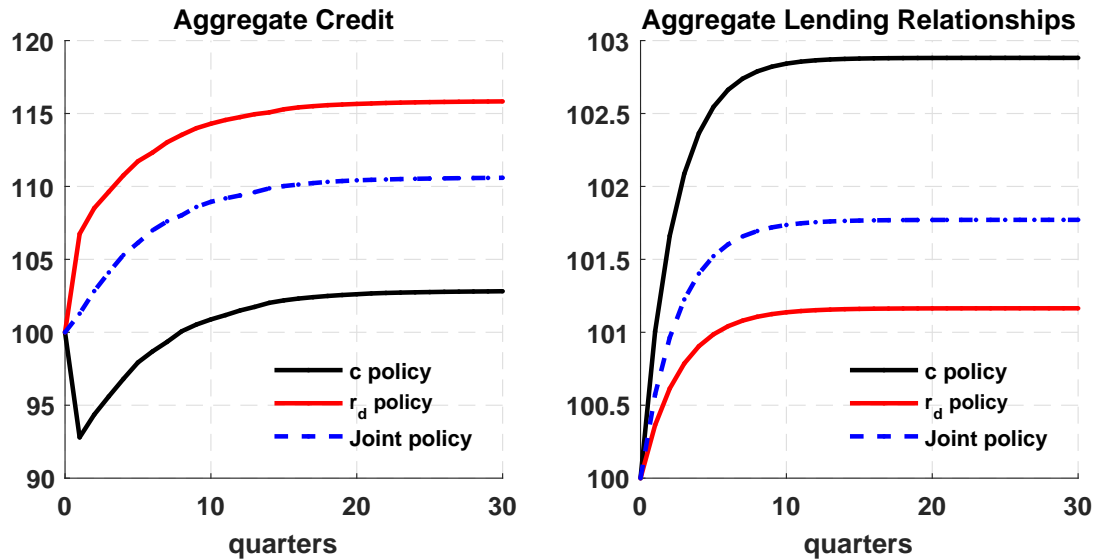 Aggregate Credit
120
115
110
105
100
95
90
c policy
r_d policy
Joint policy
0
10
20
30
quarters
Aggregate Lending Relationships
103
102.5
102
101.5
101
100.5
100
c policy
r_d policy
Joint policy
0
10
20
30
quarters